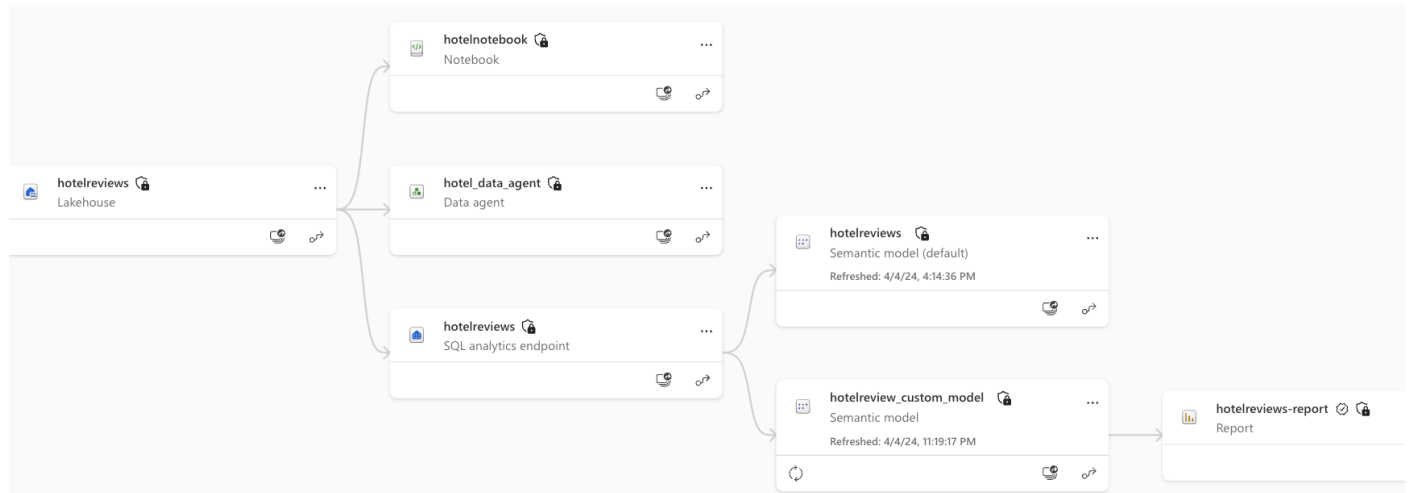 hotelnotebook
Notebook
hotelreviews
Lakehouse
hotel_data_agent
Data agent
hotelreviews
SQL analytics endpoint
hotelreviews
Semantic model (default)
Refreshed: 4/4/24, 4:14:36 PM
hotelreview_custom_model
Semantic model
Refreshed: 4/4/24, 11:19:17 PM
hotelreviews-report
Report